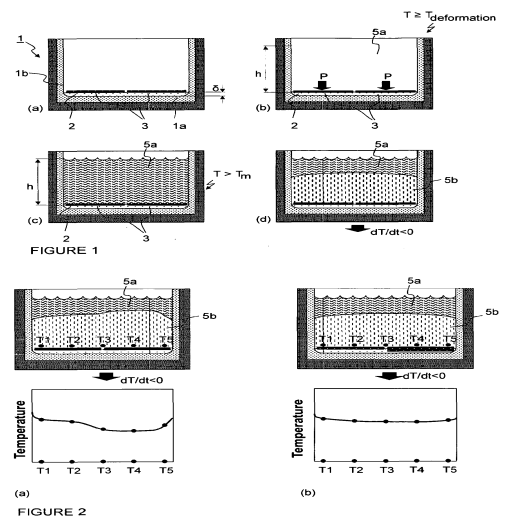 1
1b
δ
(a)
2
3
1a
5a
T ≥ Tdeformation
h
P
P
(b)
2
3
5a
h
T > Tm
(c)
2
3
5a
5b
(d)
dT/dt<0
FIGURE 1
5a
5b
T1 T2 T3 T4 T5
dT/dt<0
Temperature
T1 T2 T3 T4 T5
(a)
5a
5b
T1 T2 T3 T4 T5
dT/dt<0
Temperature
T1 T2 T3 T4 T5
(b)
FIGURE 2